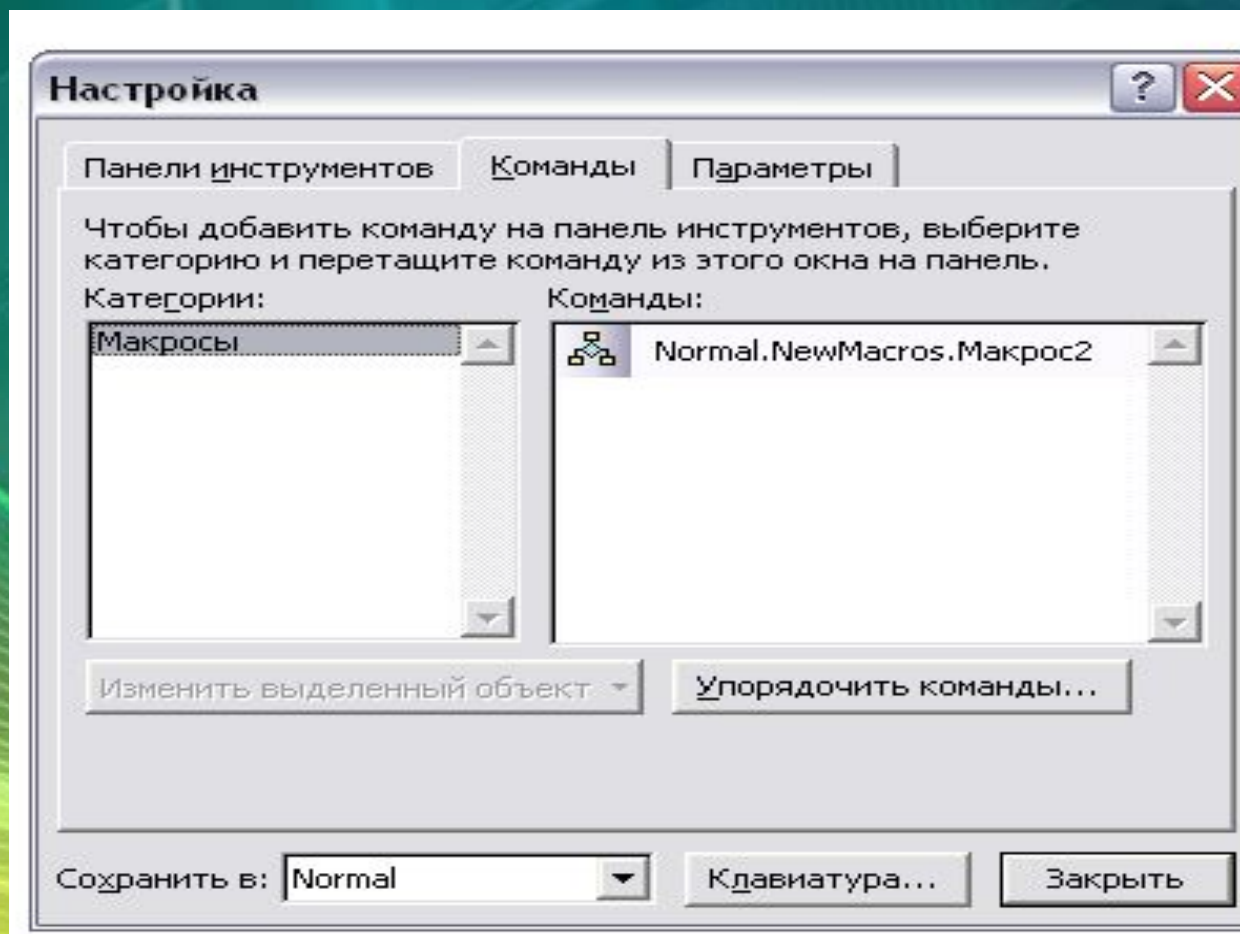 Настройка
Панели инструментов
Команды
Параметры
Чтобы добавить команду на панель инструментов, выберите
категорию и перетащите команду из этого окна на панель.
Категории:
Команды:
Макросы
Normal.NewMacros.Макрос2
Изменить выделенный объект
Упорядочить команды...
Сохранить в: Normal
Клавиатура...
Закрыть